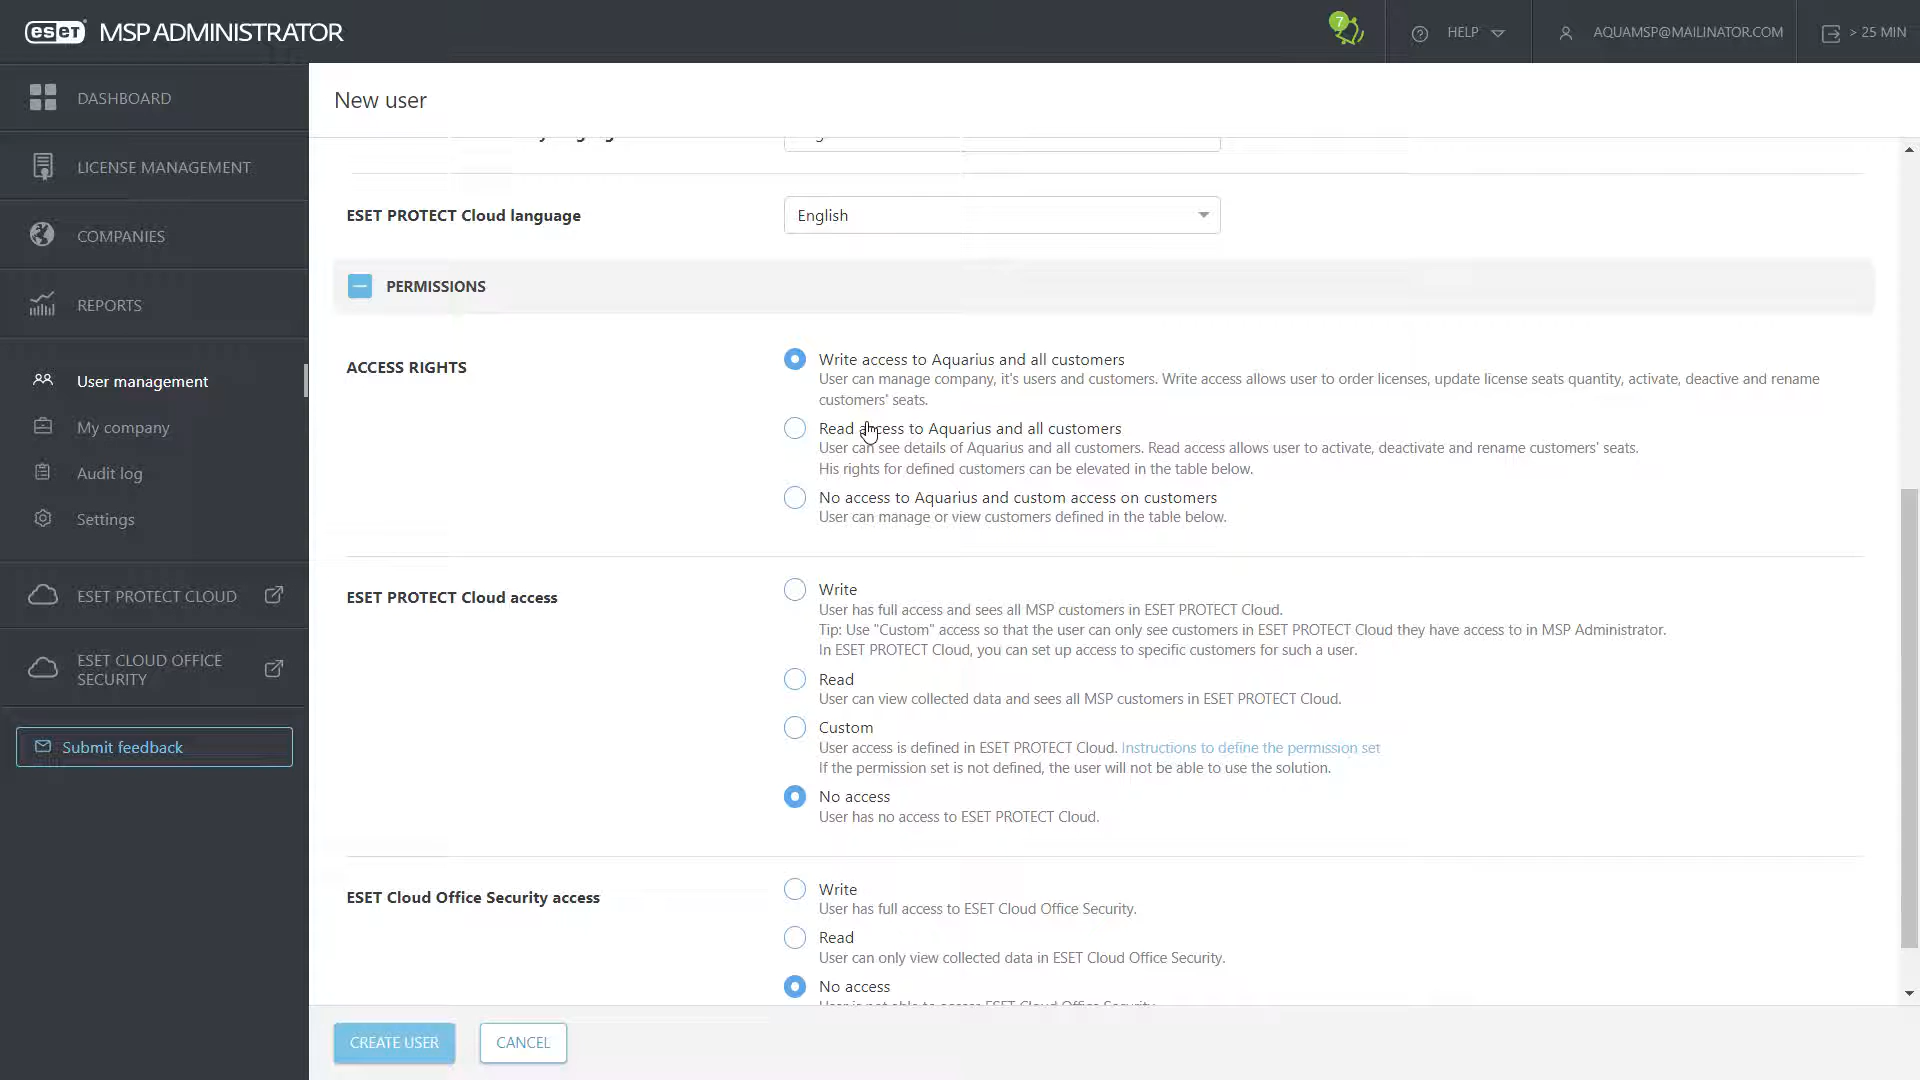 eset MSP ADMINISTRATOR
7
HELP
AQUAMSP@MAILINATOR.COM
> 25 MIN
DASHBOARD
LICENSE MANAGEMENT
COMPANIES
REPORTS
User management
My company
Audit log
Settings
ESET PROTECT CLOUD
ESET CLOUD OFFICE
SECURITY
Submit feedback
New user
ESET PROTECT Cloud language
English
PERMISSIONS
ACCESS RIGHTS
Write access to Aquarius and all customers
User can manage company, it's users and customers. Write access allows user to order licenses, update license seats quantity, activate, deactive and rename
customers' seats.
Read access to Aquarius and all customers
User can see details of Aquarius and all customers. Read access allows user to activate, deactivate and rename customers' seats.
His rights for defined customers can be elevated in the table below.
No access to Aquarius and custom access on customers
User can manage or view customers defined in the table below.
ESET PROTECT Cloud access
Write
User has full access and sees all MSP customers in ESET PROTECT Cloud.
Tip: Use "Custom" access so that the user can only see customers in ESET PROTECT Cloud they have access to in MSP Administrator.
In ESET PROTECT Cloud, you can set up access to specific customers for such a user.
Read
User can view collected data and sees all MSP customers in ESET PROTECT Cloud.
Custom
User access is defined in ESET PROTECT Cloud. Instructions to define the permission set
If the permission set is not defined, the user will not be able to use the solution.
No access
User has no access to ESET PROTECT Cloud.
ESET Cloud Office Security access
Write
User has full access to ESET Cloud Office Security.
Read
User can only view collected data in ESET Cloud Office Security.
No access
User is not able to access ESET Cloud Office Security.
CREATE USER
CANCEL